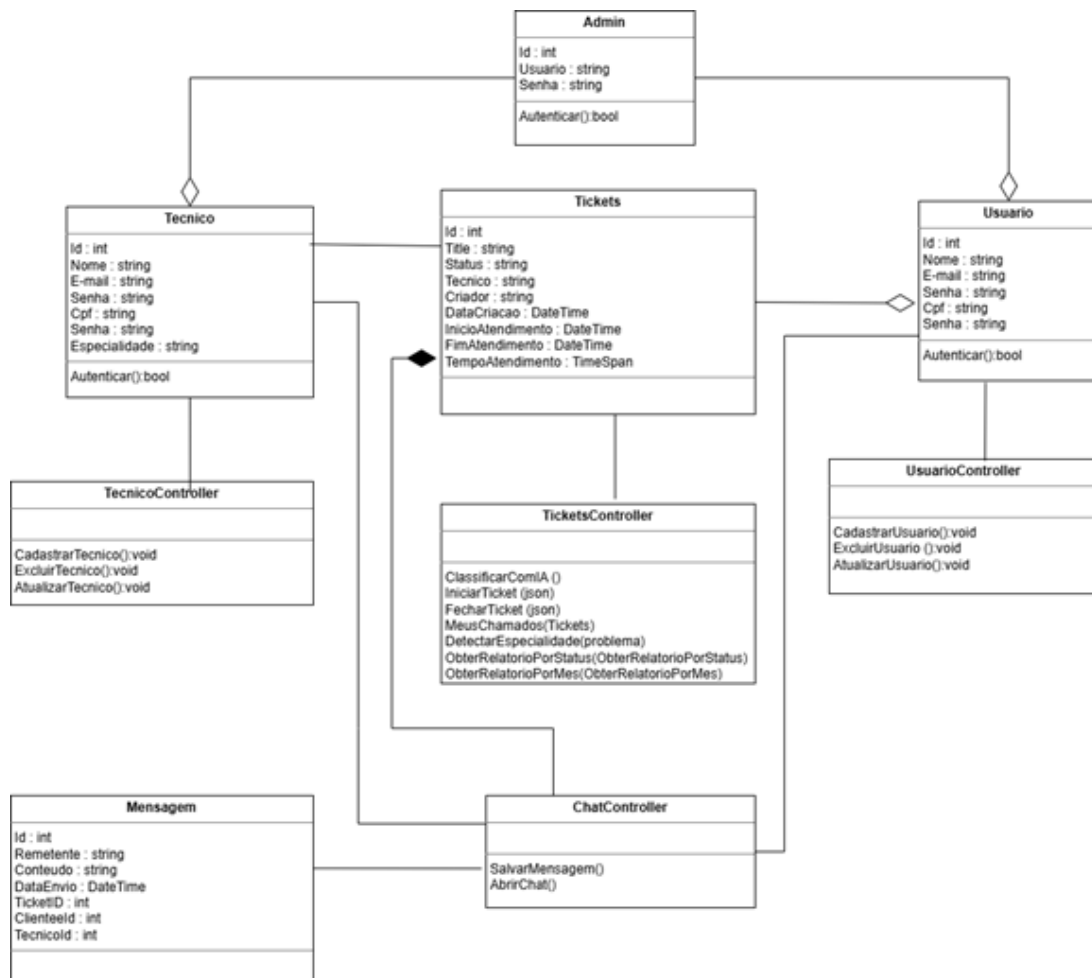 Admin
Id : int
Usuario : string
Senha : string
Autenticar():bool
Tecnico
Id : int
Nome : string
E-mail : string
Senha : string
Cpf : string
Senha : string
Especialidade : string
Autenticar():bool
Tickets
Id : int
Title : string
Status : string
Tecnico : string
Criador : string
DataCriacao : DateTime
InicioAtendimento : DateTime
FimAtendimento : DateTime
TempoAtendimento : TimeSpan
Usuario
Id : int
Nome : string
E-mail : string
Senha : string
Cpf : string
Senha : string
Autenticar():bool
TecnicoController
CadastrarTecnico():void
ExcluirTecnico():void
AtualizarTecnico():void
TicketsController
ClassificarComIA ()
IniciarTicket (json)
FecharTicket (json)
MeusChamados(Tickets)
DetectarEspecialidade(problema)
ObterRelatorioPorStatus(ObterRelatorioPorStatus)
ObterRelatorioPorMes(ObterRelatorioPorMes)
UsuarioController
CadastrarUsuario():void
ExcluirUsuario ():void
AtualizarUsuario():void
Mensagem
Id : int
Remetente : string
Conteudo : string
DataEnvio : DateTime
TicketID : int
ClienteeId : int
TecnicoId : int
ChatController
SalvarMensagem()
AbrirChat()